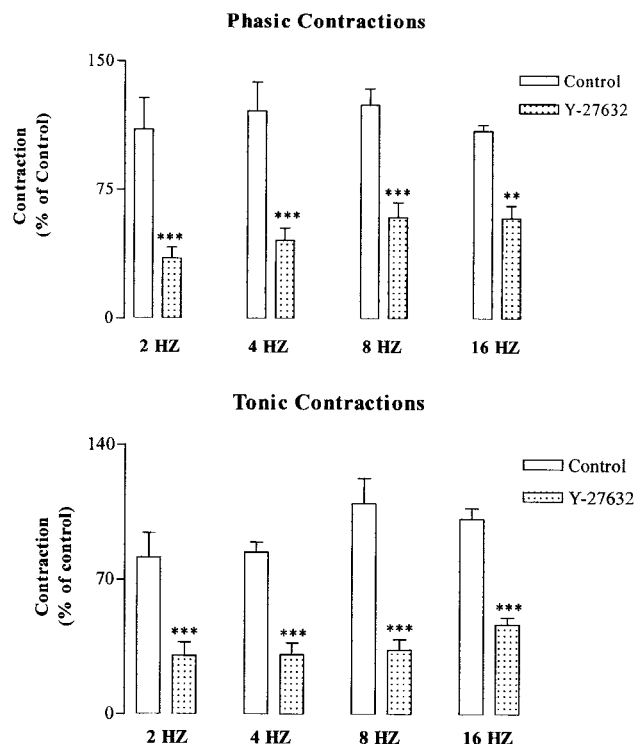 Phasic Contractions
150
75
0
Contraction
(% of Control)
Control
Y-27632
***
***
***
**
2 HZ
4 HZ
8 HZ
16 HZ
Tonic Contractions
140
70
0
Contraction
(% of control)
Control
Y-27632
***
***
***
***
2 HZ
4 HZ
8 HZ
16 HZ